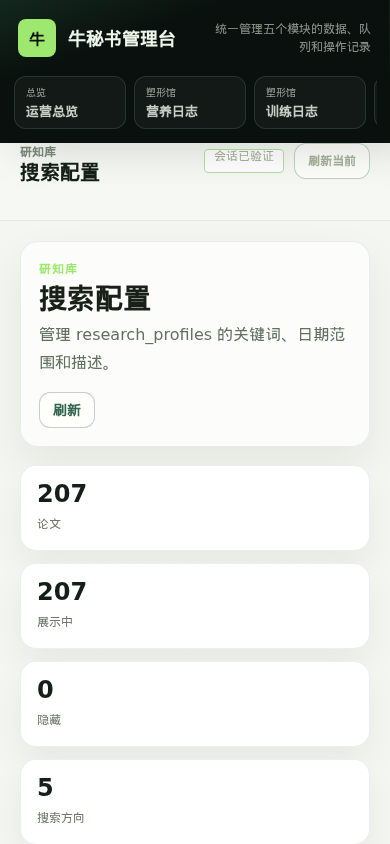 牛
牛秘书管理台
统一管理五个模块的数据、队
列和操作记录
总览
运营总览
塑形馆
营养日志
塑形馆
训练日志
研知库
搜索配置
会话已验证
刷新当前
研知库
搜索配置
管理 research_profiles 的关键词、日期范
围和描述。
刷新
207
论文
207
展示中
0
隐藏
5
搜索方向